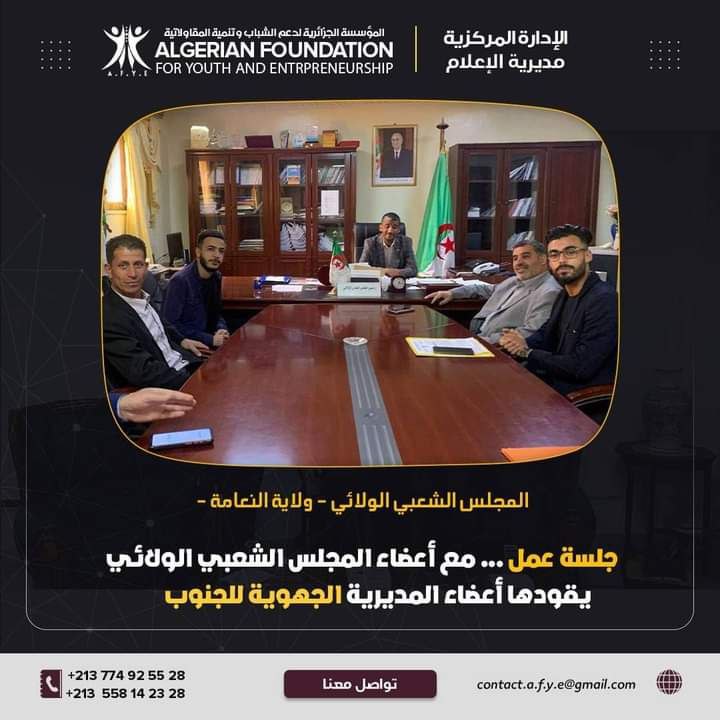 المؤسسة الجزائرية لدعم الشباب وتنمية المقاولاتية
ALGERIAN FOUNDATION
FOR YOUTH AND ENTRPRENEURSHIP
A . F . Y . E
الإدارة المركزية
مديرية الإعلام
المجلس الشعبي الولائي - ولاية النعامة -
جلسة عمل ... مع أعضاء المجلس الشعبي الولائي
يقودها أعضاء المديرية الجهوية للجنوب
+213 774 92 55 28
+213 558 14 23 28
تواصل معنا
contact.a.f.y.e@gmail.com